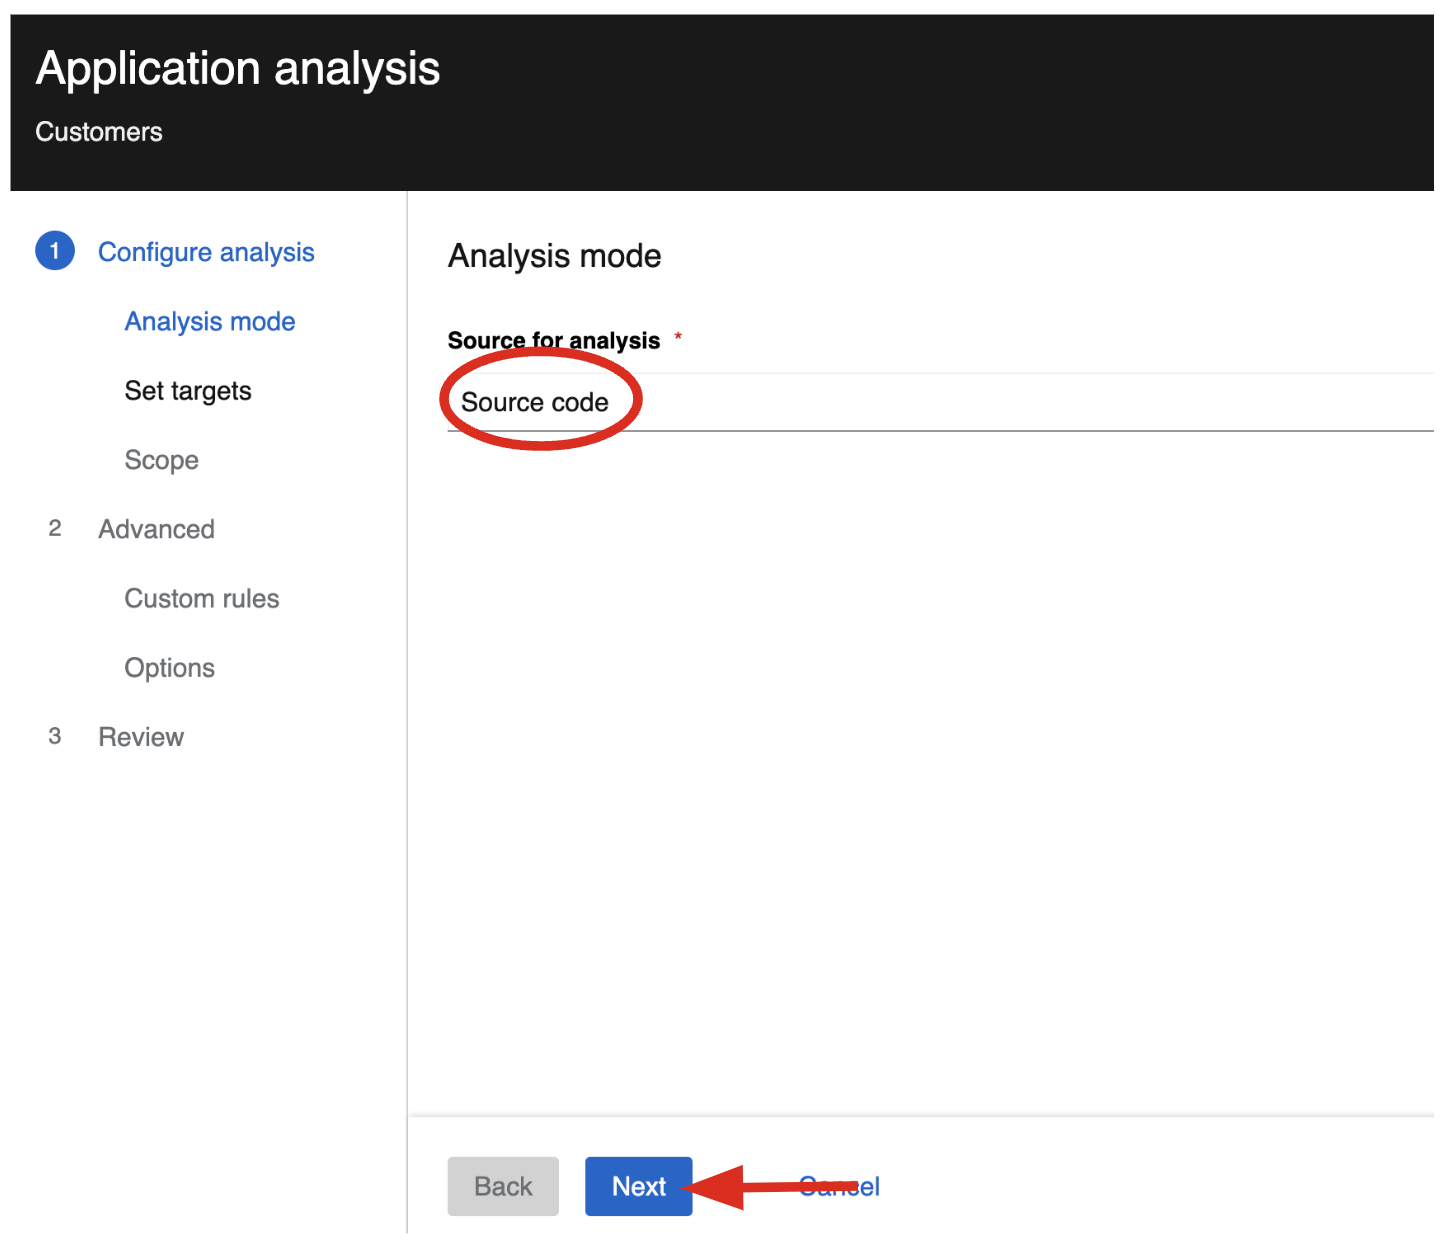 Application analysis
Customers
1 Configure analysis
Analysis mode
Set targets
Scope
2 Advanced
Custom rules
Options
3 Review
Analysis mode
Source for analysis *
Source code
Back Next Cancel